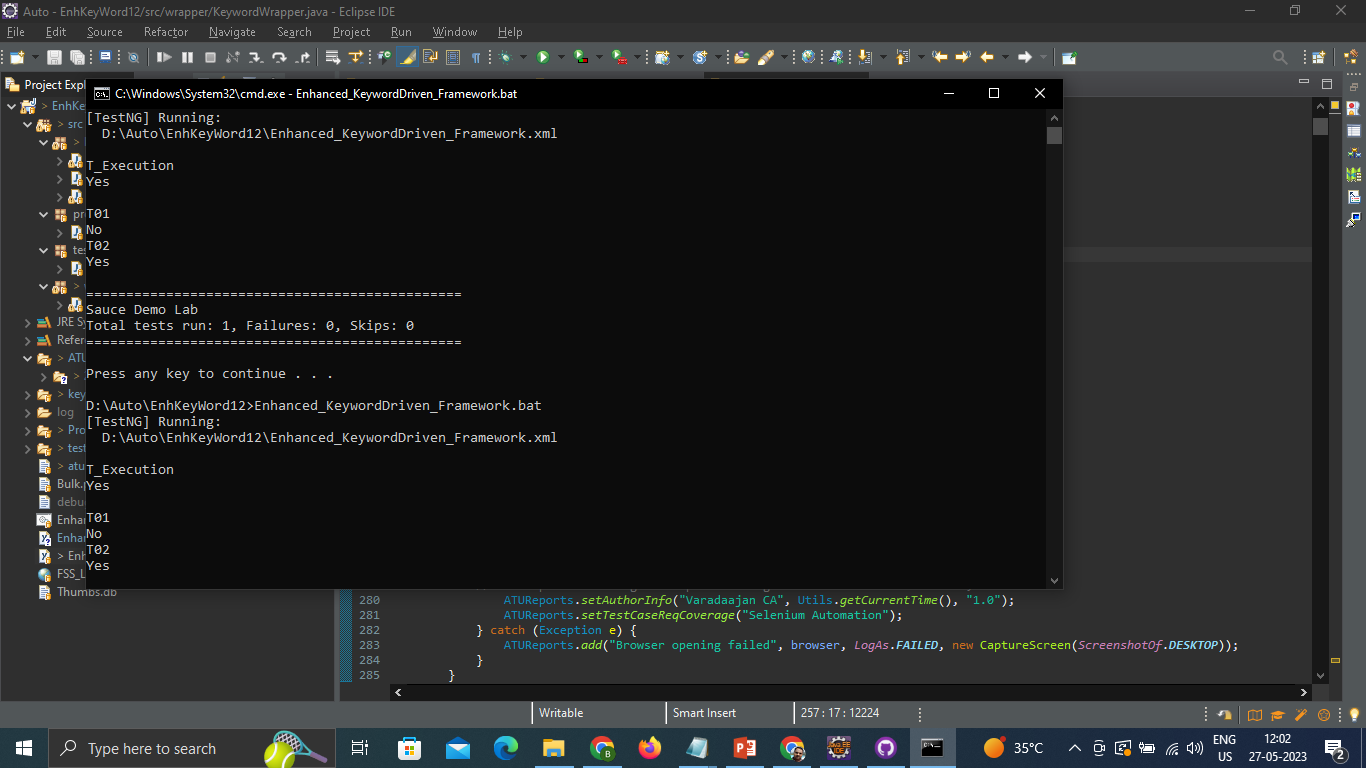 Auto - EnhKeyWord12/src/wrapper/KeywordWrapper.java - Eclipse IDE
File Edit Source Refactor Navigate Search Project Run Window Help
Project Expl
C:\Windows\System32\cmd.exe - Enhanced_KeywordDriven_Framework.bat
[TestNG] Running:
D:\Auto\EnhKeyWord12\Enhanced_KeywordDriven_Framework.xml
T_Execution
Yes
T01
No
T02
Yes
===============================================
Sauce Demo Lab
Total tests run: 1, Failures: 0, Skips: 0
===============================================
Press any key to continue . . .
D:\Auto\EnhKeyWord12>Enhanced_KeywordDriven_Framework.bat
[TestNG] Running:
D:\Auto\EnhKeyWord12\Enhanced_KeywordDriven_Framework.xml
T_Execution
Yes
T01
No
T02
Yes
> EnhKe
> src
>
pr
tes
>
JRE Sy
Refer
> ATU
>
> key
log
> Pro
> test
> atu
Bulk.p
debu
Enhar
Enhan
> Enh
FSS_L
Thumbs.db
280 ATUReports.setAuthorInfo("Varadaajan CA", Utils.getCurrentTime(), "1.0");
281 ATUReports.setTestCaseReqCoverage("Selenium Automation");
282 } catch (Exception e) {
283 ATUReports.add("Browser opening failed", browser, LogAs.FAILED, new CaptureScreen(ScreenshotOf.DESKTOP));
284 }
285 }
Writable Smart Insert 257 : 17 : 12224
Type here to search
35°C
ENG
US
12:02
27-05-2023
2